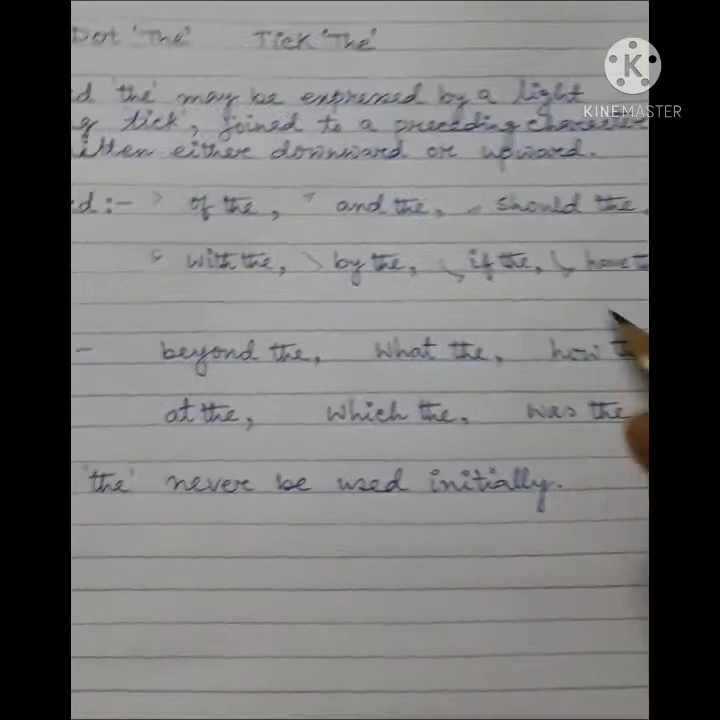 Dot 'The' Tick 'The'
K
KINEMASTER
d 'the' may be expressed by a light
g 'tick', joined to a preceding character
itten either downward or upward.
d :- of the, and the, should the,
with the, by the, if the, have t
- beyond the, what the, how th
at the, which the, was the
'the' never be used initially.